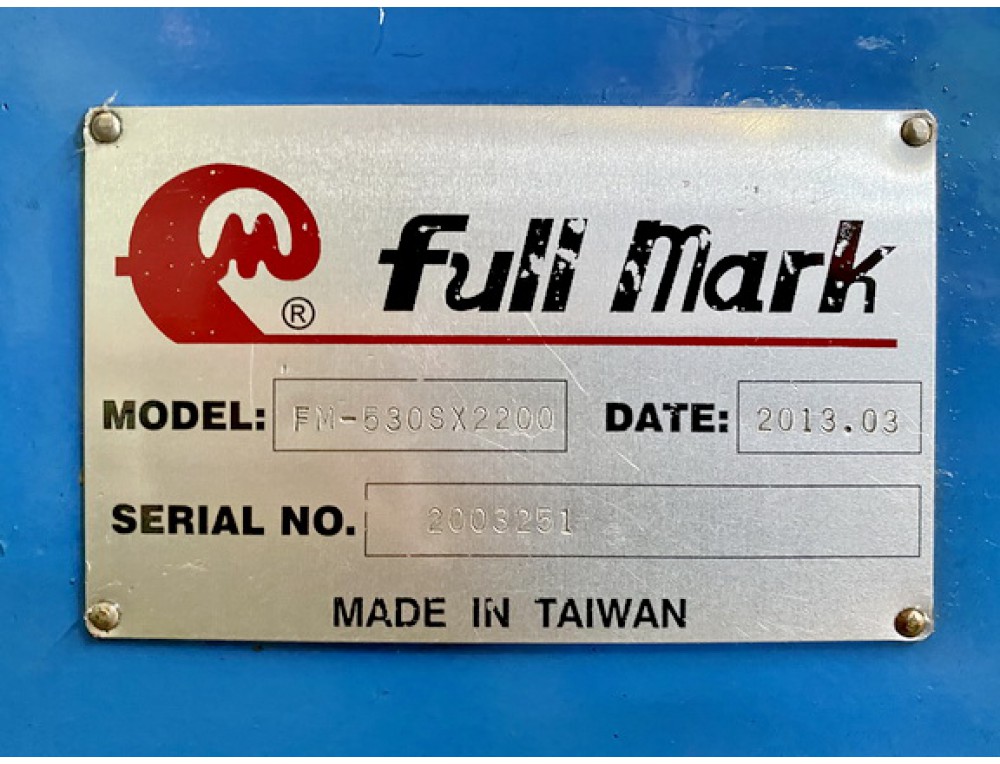 m
full Mark
®
MODEL: FM-530SX2200 DATE: 2013.03
SERIAL NO. 2003251
MADE IN TAIWAN